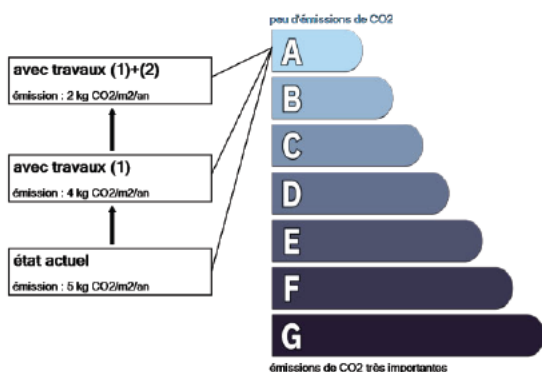 peu d'émissions de CO2
avec travaux (1)+(2)
émission : 2 kg CO2/m2/an
avec travaux (1)
émission : 4 kg CO2/m2/an
état actuel
émission : 5 kg CO2/m2/an
A
B
C
D
E
F
G
émissions de CO2 très importantes